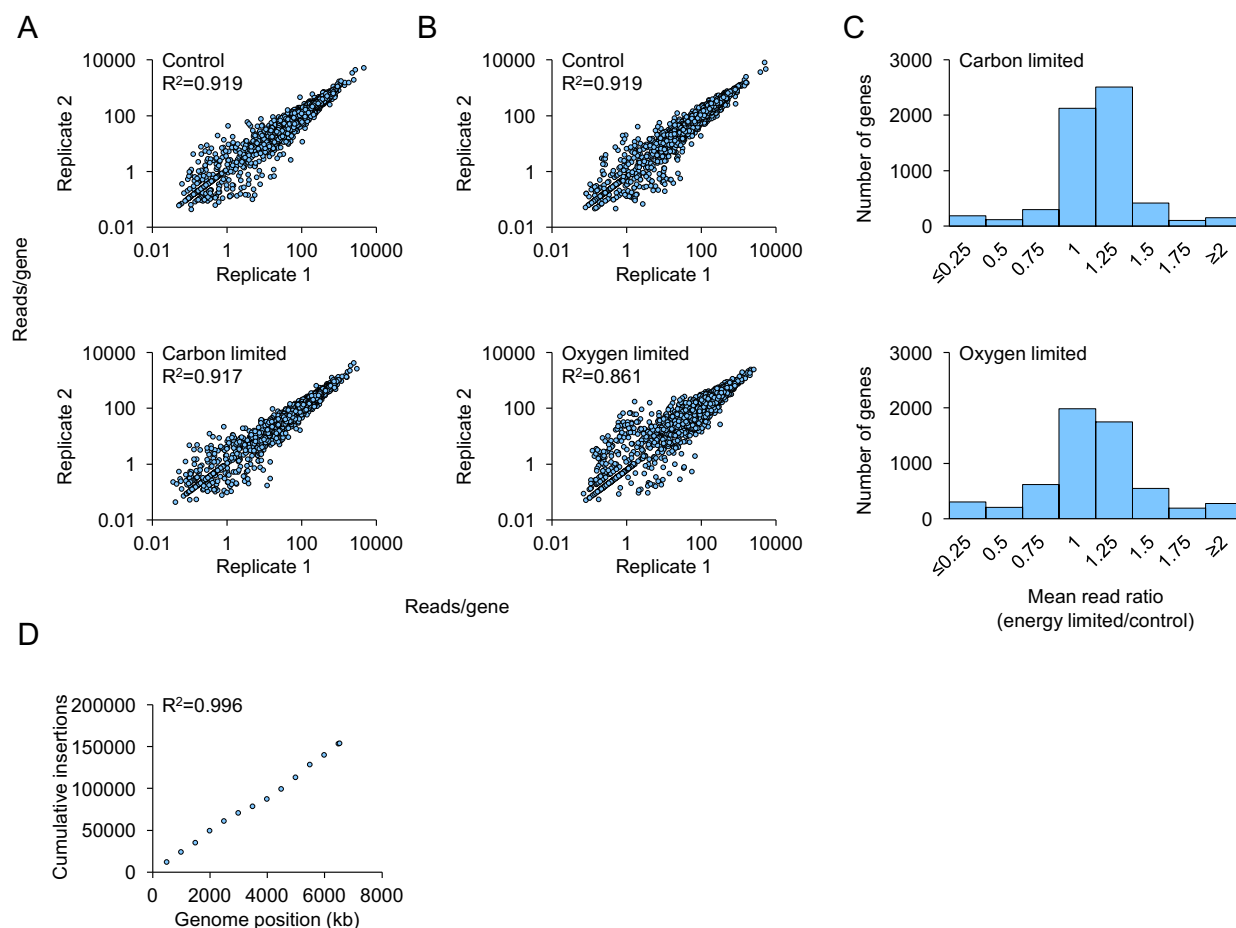 A
Control
R²=0.919
10000
100
1
0.01
Replicate 2
0.01 1 100 10000
Replicate 1
Carbon limited
R²=0.917
10000
100
1
0.01
Replicate 2
0.01 1 100 10000
Replicate 1
Reads/gene
B
Control
R²=0.919
10000
100
1
0.01
Replicate 2
0.01 1 100 10000
Replicate 1
Oxygen limited
R²=0.861
10000
100
1
0.01
Replicate 2
0.01 1 100 10000
Replicate 1
Reads/gene
C
Carbon limited
3000
2000
1000
0
Number of genes
≤0.25 0.5 0.75 1 1.25 1.5 1.75 ≥2
Oxygen limited
3000
2000
1000
0
Number of genes
≤0.25 0.5 0.75 1 1.25 1.5 1.75 ≥2
Mean read ratio
(energy limited/control)
D
R²=0.996
200000
150000
100000
50000
0
Cumulative insertions
0 2000 4000 6000 8000
Genome position (kb)